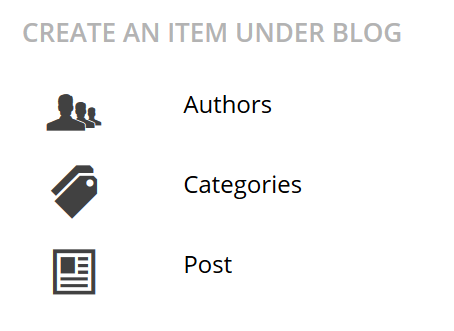 CREATE AN ITEM UNDER BLOG
Authors
Categories
Post